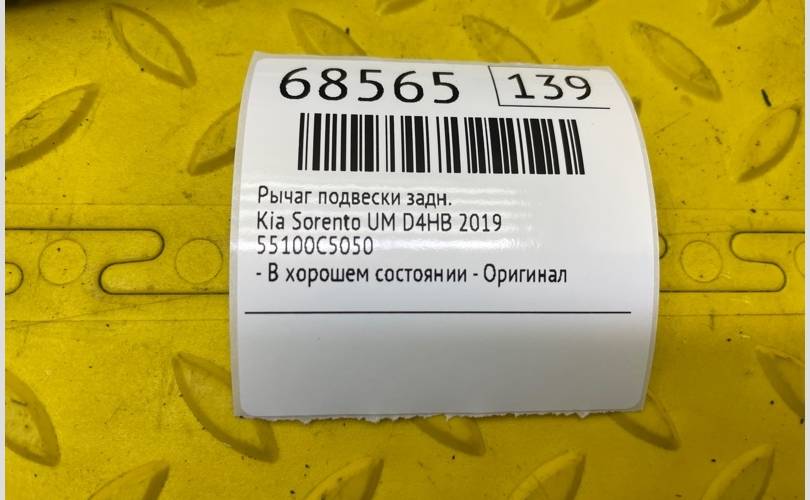 68565 139
Рычаг подвески задн.
Kia Sorento UM D4HB 2019
55100C5050
- В хорошем состоянии - Оригинал